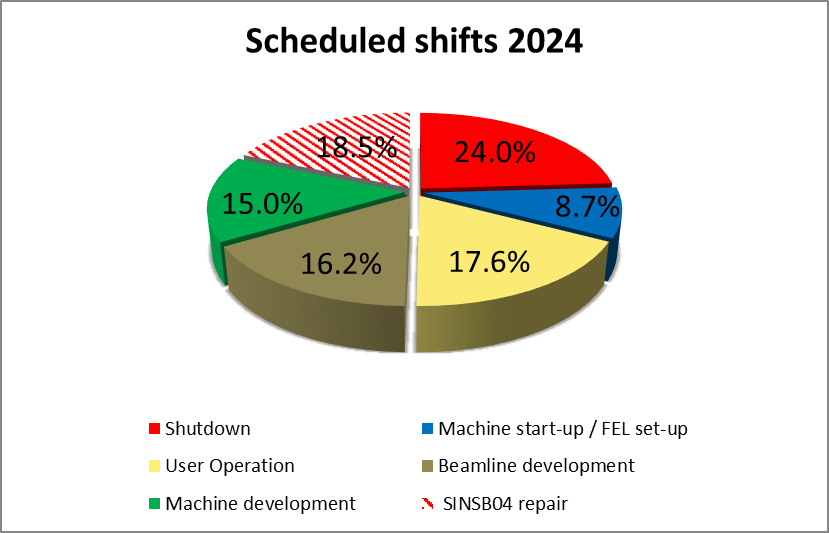 Scheduled shifts 2024
18.5%
24.0%
15.0%
8.7%
16.2%
17.6%
Shutdown
Machine start-up / FEL set-up
User Operation
Beamline development
Machine development
SINSB04 repair